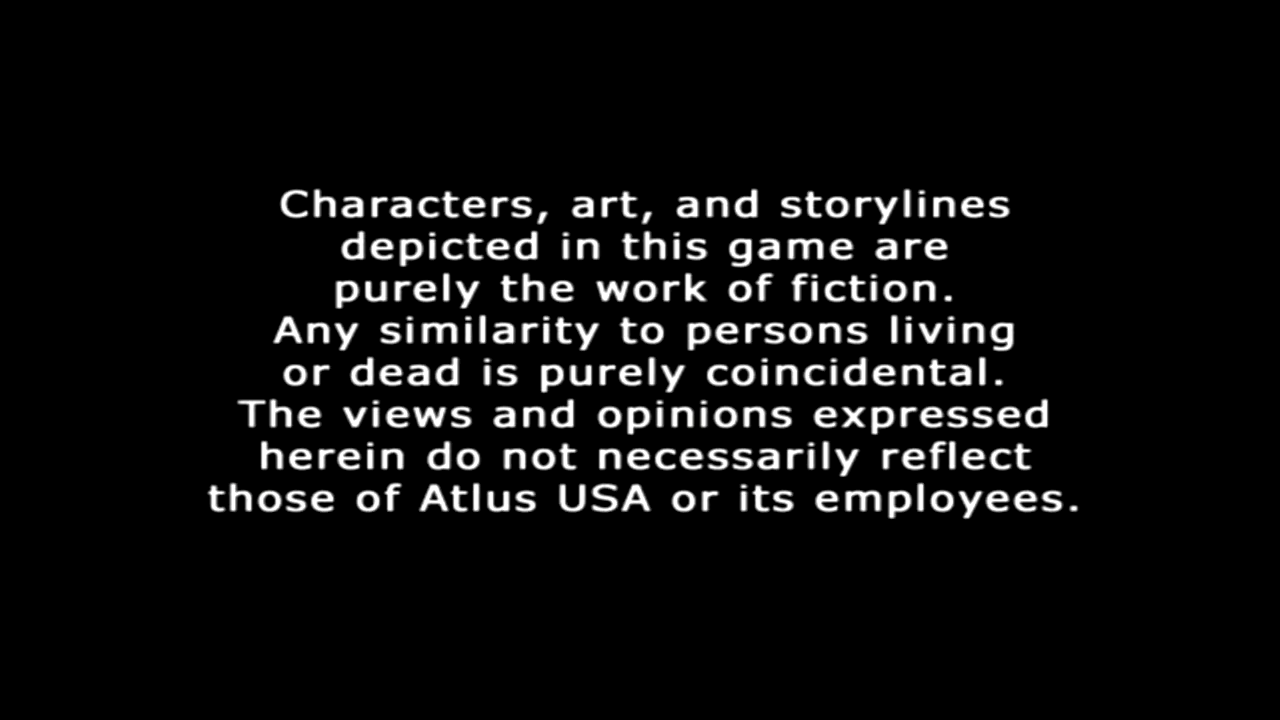 Characters, art, and storylines
depicted in this game are
purely the work of fiction.
Any similarity to persons living
or dead is purely coincidental.
The views and opinions expressed
herein do not necessarily reflect
those of Atlus USA or its employees.